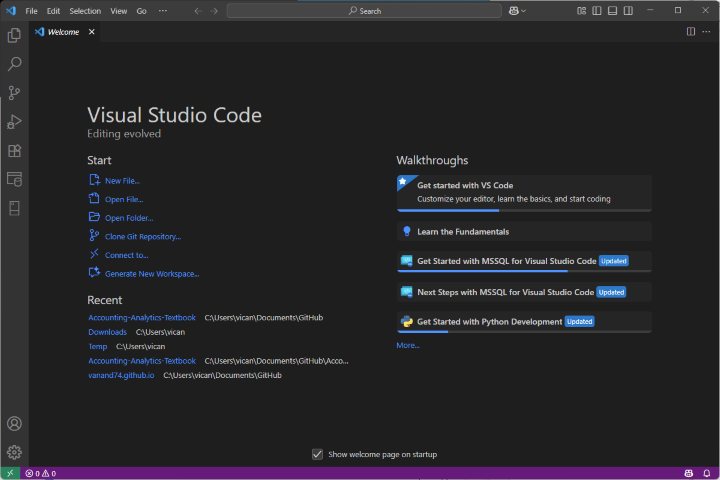 File Edit Selection View Go ··· Search
Welcome
Visual Studio Code
Editing evolved
Start
New File...
Open File...
Open Folder...
Clone Git Repository...
Connect to...
Generate New Workspace...
Recent
Accounting-Analytics-Textbook C:\Users\vican\Documents\GitHub
Downloads C:\Users\vican
Temp C:\Users\vican
Accounting-Analytics-Textbook C:\Users\vican\Documents\GitHub\Acco...
vanand74.github.io C:\Users\vican\Documents\GitHub
Walkthroughs
Get started with VS Code
Customize your editor, learn the basics, and start coding
Learn the Fundamentals
Get Started with MSSQL for Visual Studio Code Updated
Next Steps with MSSQL for Visual Studio Code Updated
Get Started with Python Development Updated
More...
Show welcome page on startup
0 0